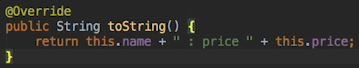 @Override
public String toString() {
    return this.name + " : price " + this.price;
}